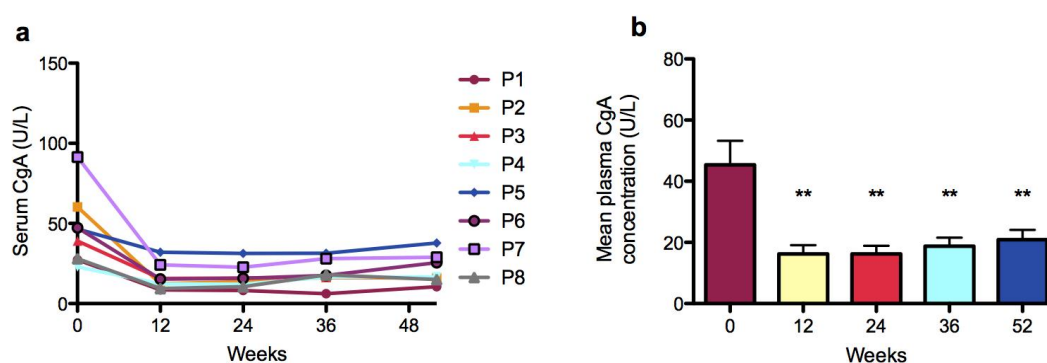 a
Serum CgA (U/L)
150
100
50
0
0 12 24 36 48
Weeks
P1
P2
P3
P4
P5
P6
P7
P8
b
Mean plasma CgA
concentration (U/L)
80
60
40
20
0
** ** ** **
0 12 24 36 52
Weeks